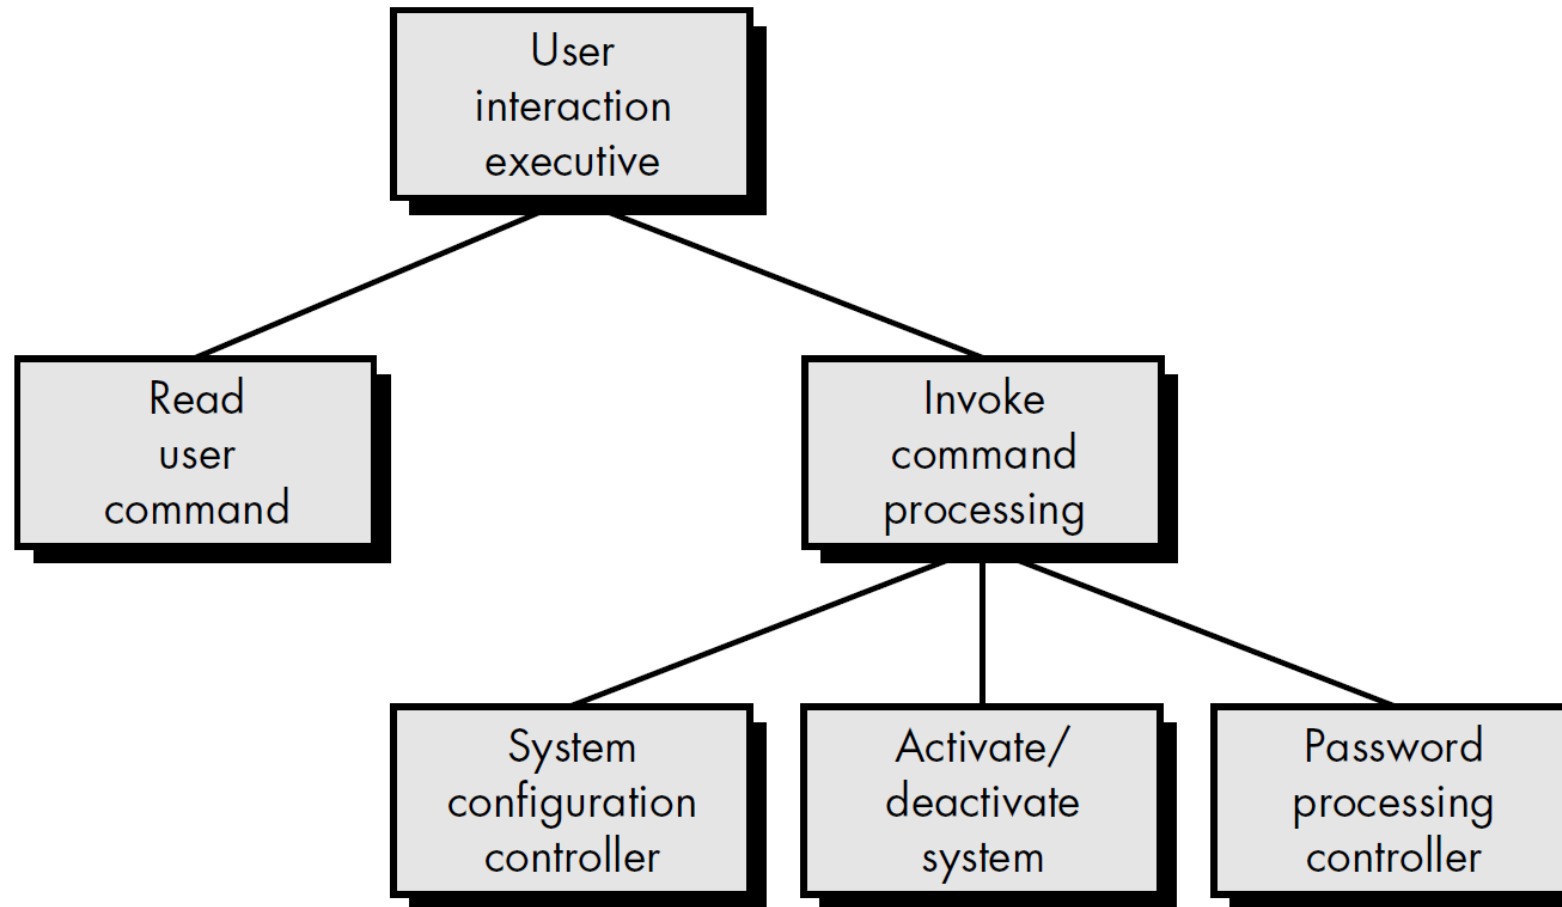 User
interaction
executive
Read
user
command
Invoke
command
processing
System
configuration
controller
Activate/
deactivate
system
Password
processing
controller